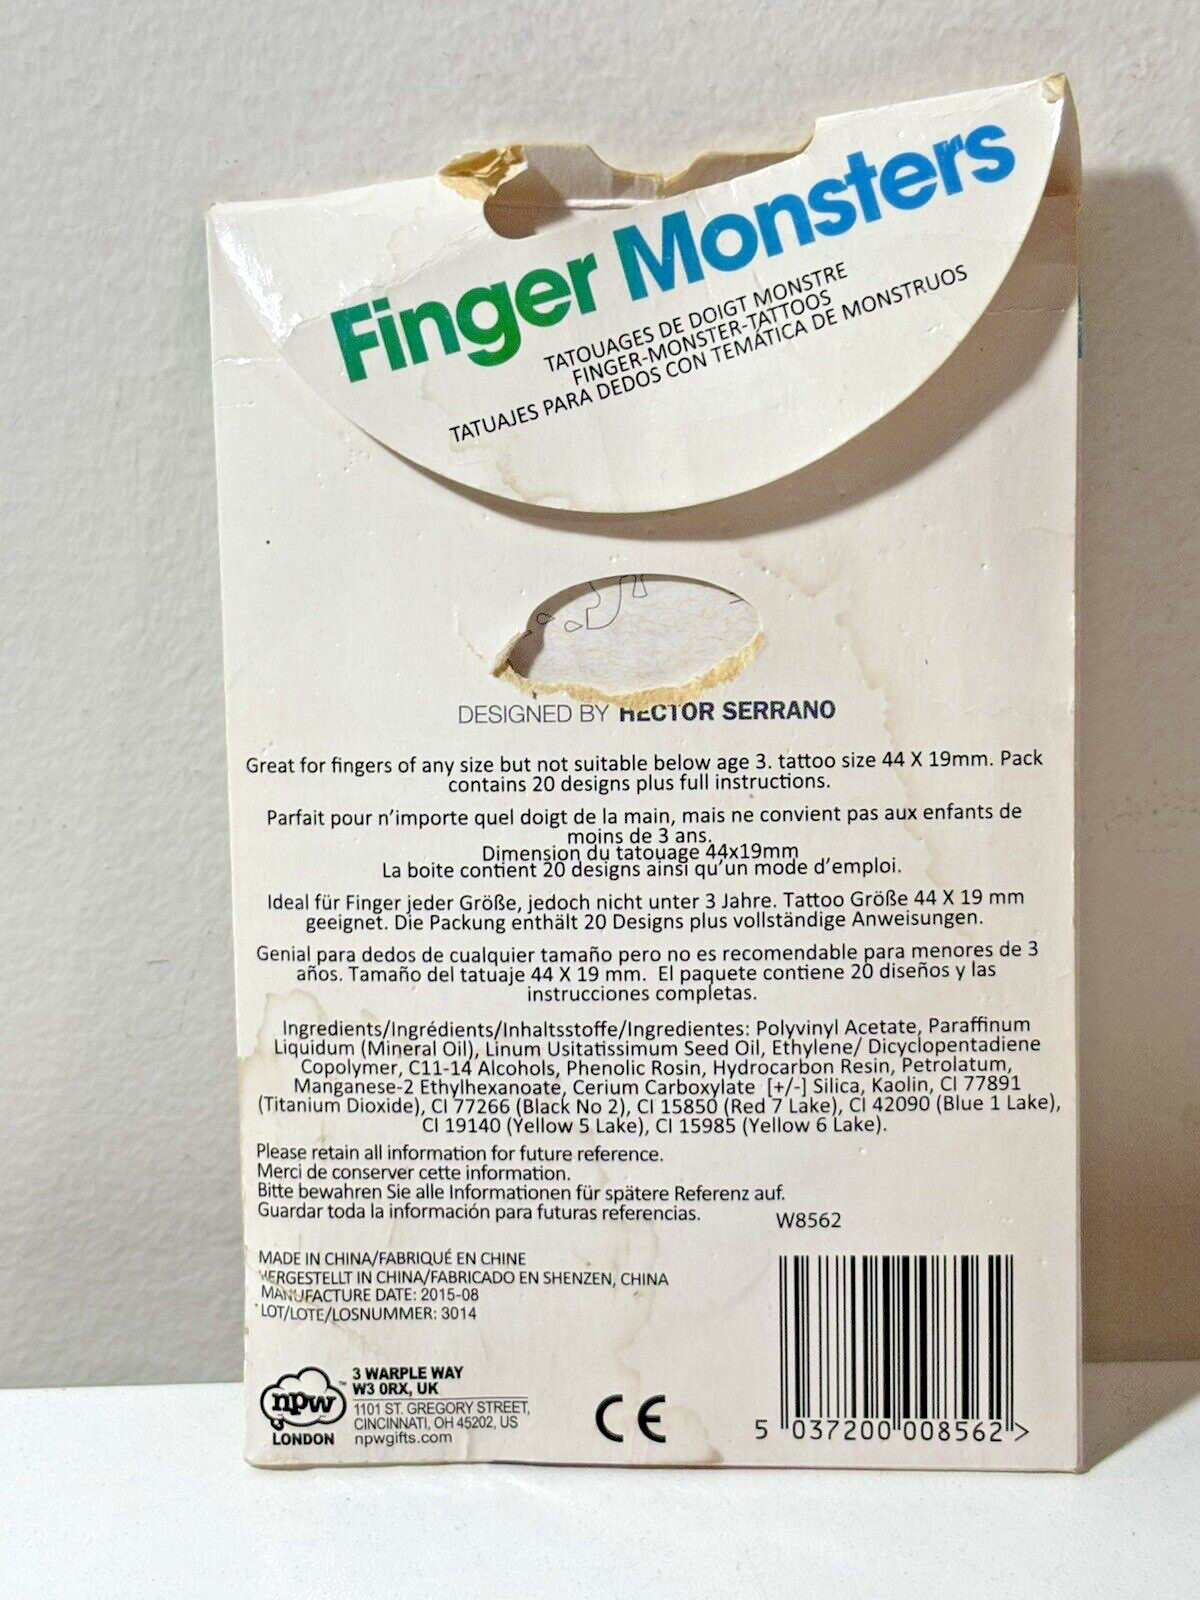 Finger Monsters
TATOUAGES DE DOIGT MONSTRE
FINGER-MONSTER-TATTOOS
TATUAJES PARA DEDOS CON TEMÁTICA DE MONSTRUOS
DESIGNED BY HECTOR SERRANO
Great for fingers of any size but not suitable below age 3. tattoo size 44 X 19mm. Pack
contains 20 designs plus full instructions.
Parfait pour n'importe quel doigt de la main, mais ne convient pas aux enfants de
moins de 3 ans.
Dimension du tatouage 44x19mm
La boite contient 20 designs ainsi qu'un mode d'emploi.
Ideal für Finger jeder Größe, jedoch nicht unter 3 Jahre. Tattoo Größe 44 X 19 mm
geeignet. Die Packung enthält 20 Designs plus vollständige Anweisungen.
Genial para dedos de cualquier tamaño pero no es recomendable para menores de 3
años. Tamaño del tatuaje 44 X 19 mm. El paquete contiene 20 diseños y las
instrucciones completas.
Ingredients/Ingrédients/Inhaltsstoffe/Ingredientes: Polyvinyl Acetate, Paraffinum
Liquidum (Mineral Oil), Linum Usitatissimum Seed Oil, Ethylene/ Dicyclopentadiene
Copolymer, C11-14 Alcohols, Phenolic Rosin, Hydrocarbon Resin, Petrolatum,
Manganese-2 Ethylhexanoate, Cerium Carboxylate [+/-] Silica, Kaolin, CI 77891
(Titanium Dioxide), CI 77266 (Black No 2), CI 15850 (Red 7 Lake), CI 42090 (Blue 1 Lake),
CI 19140 (Yellow 5 Lake), CI 15985 (Yellow 6 Lake).
Please retain all information for future reference.
Merci de conserver cette information.
Bitte bewahren Sie alle Informationen für spätere Referenz auf.
Guardar toda la información para futuras referencias.
W8562
MADE IN CHINA/FABRIQUÉ EN CHINE
HERGESTELLT IN CHINA/FABRICADO EN SHENZEN, CHINA
MANUFACTURE DATE: 2015-08
LOT/LOTE/LOSNUMMER: 3014
npw™
LONDON
3 WARPLE WAY
W3 0RX, UK
1101 ST. GREGORY STREET,
CINCINNATI, OH 45202, US
npwgifts.com
CE
5 037200 008562 >